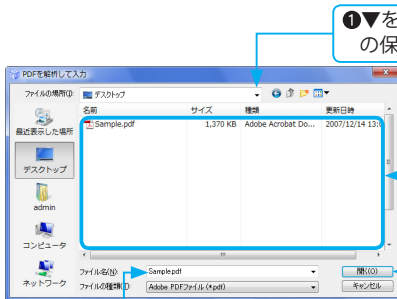 ❶▼を
の保
PDFを解析して入力
ファイルの場所(I): デスクトップ
名前 サイズ 種類 更新日時
Sample.pdf 1,370 KB Adobe Acrobat Do... 2007/12/14 13:
最近表示した場所
デスクトップ
admin
コンピュータ
ネットワーク
ファイル名(N): Sample.pdf 開く(O)
ファイルの種類(T): Adobe PDFファイル (*.pdf) キャンセル